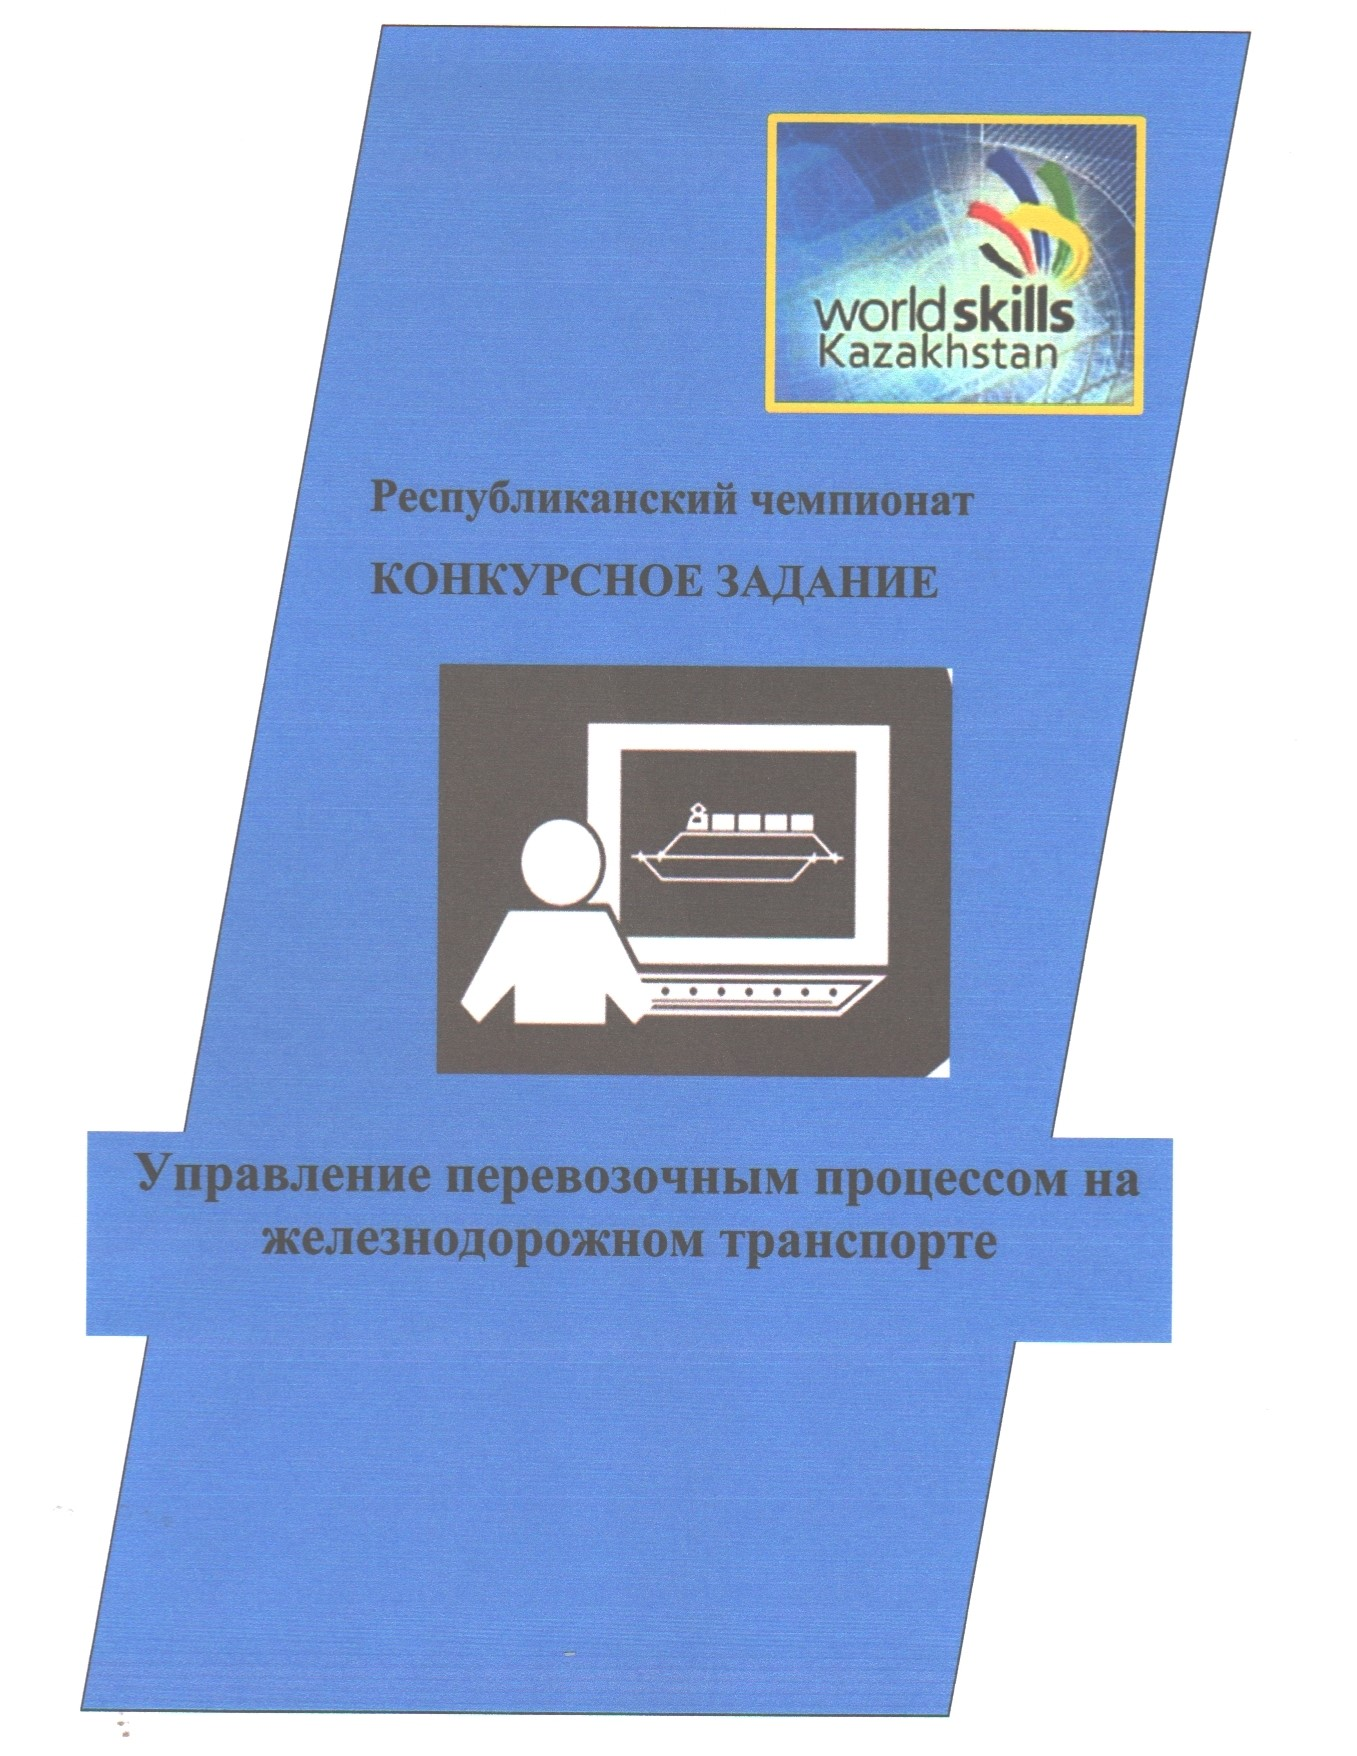 worldskills
Kazakhstan
Республиканский чемпионат
КОНКУРСНОЕ ЗАДАНИЕ
Управление перевозочным процессом на
железнодорожном транспорте